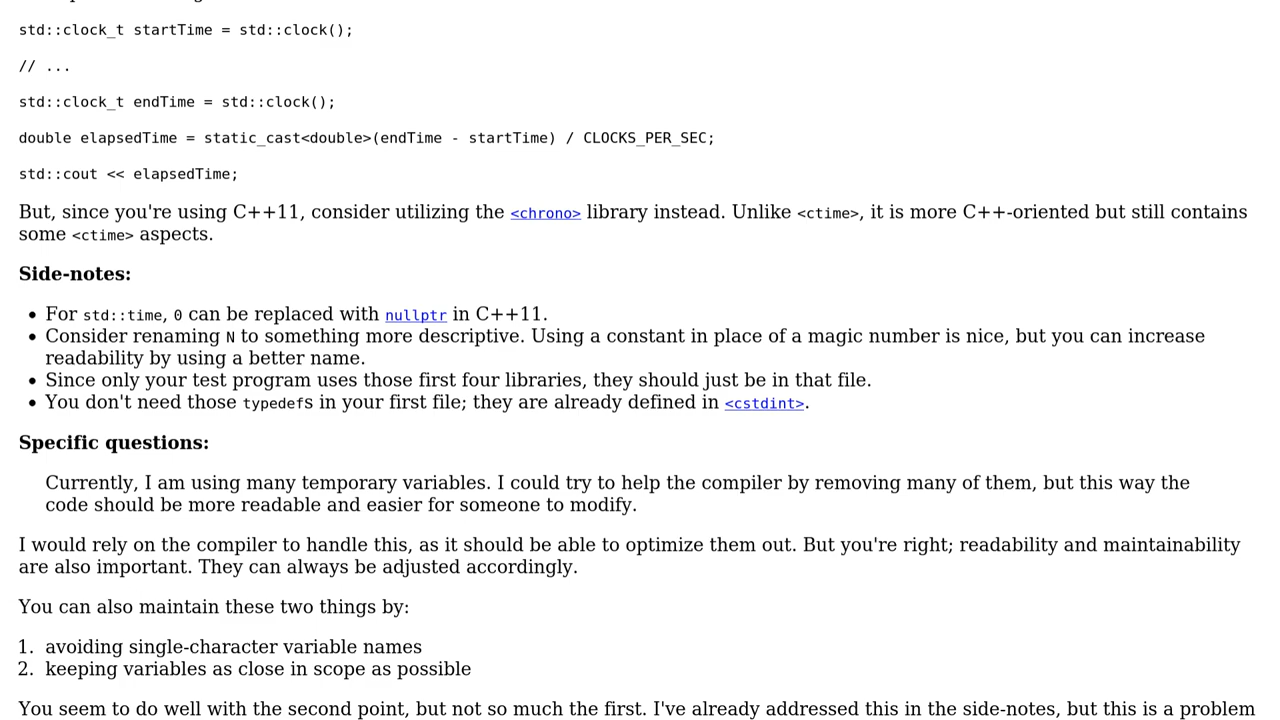 std::clock_t startTime = std::clock();
// ...
std::clock_t endTime = std::clock();
double elapsedTime = static_cast<double>(endTime - startTime) / CLOCKS_PER_SEC;
std::cout << elapsedTime;
But, since you're using C++11, consider utilizing the <chrono> library instead. Unlike <ctime>, it is more C++-oriented but still contains
some <ctime> aspects.
Side-notes:
• For std::time, 0 can be replaced with nullptr in C++11.
• Consider renaming N to something more descriptive. Using a constant in place of a magic number is nice, but you can increase
readability by using a better name.
• Since only your test program uses those first four libraries, they should just be in that file.
• You don't need those typedefs in your first file; they are already defined in <cstdint>.
Specific questions:
Currently, I am using many temporary variables. I could try to help the compiler by removing many of them, but this way the
code should be more readable and easier for someone to modify.
I would rely on the compiler to handle this, as it should be able to optimize them out. But you're right; readability and maintainability
are also important. They can always be adjusted accordingly.
You can also maintain these two things by:
1. avoiding single-character variable names
2. keeping variables as close in scope as possible
You seem to do well with the second point, but not so much the first. I've already addressed this in the side-notes, but this is a problem